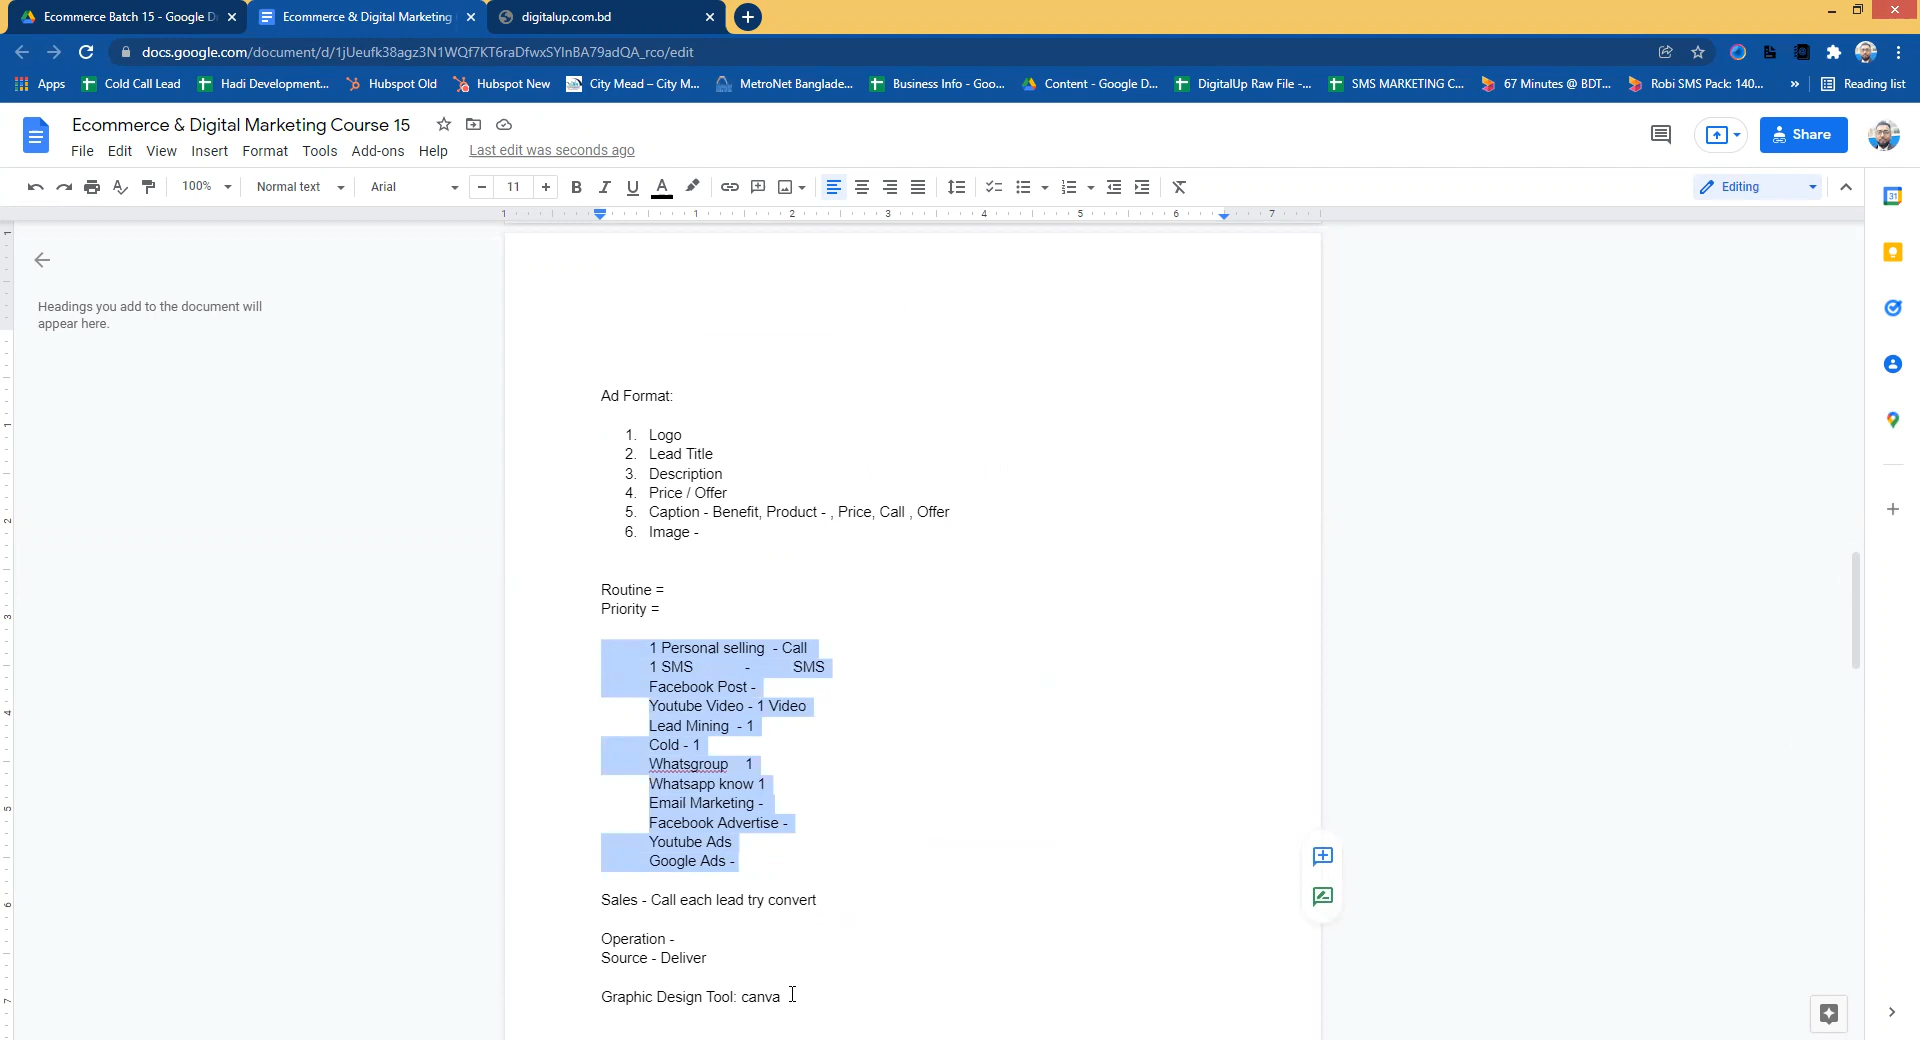 Ecommerce Batch 15 - Google D
Ecommerce & Digital Marketing
digitalup.com.bd
docs.google.com/document/d/1jUeufk38agz3N1WQf7KT6raDfwxSYInBA79adQA_rco/edit
Apps
Cold Call Lead
Hadi Development...
Hubspot Old
Hubspot New
City Mead – City M...
MetroNet Banglade...
Business Info - Goo...
Content - Google D...
DigitalUp Raw File -...
SMS MARKETING C...
67 Minutes @ BDT...
Robi SMS Pack: 140...
»
Reading list
Ecommerce & Digital Marketing Course 15
File Edit View Insert Format Tools Add-ons Help Last edit was seconds ago
Share
100% Normal text Arial 11 Editing
1 1 2 3 4 5 6 7
Headings you add to the document will
appear here.
Ad Format:
1. Logo
2. Lead Title
3. Description
4. Price / Offer
5. Caption - Benefit, Product - , Price, Call , Offer
6. Image -
Routine =
Priority =
1 Personal selling - Call
1 SMS - SMS
Facebook Post -
Youtube Video - 1 Video
Lead Mining - 1
Cold - 1
Whatsgroup 1
Whatsapp know 1
Email Marketing -
Facebook Advertise -
Youtube Ads
Google Ads -
Sales - Call each lead try convert
Operation -
Source - Deliver
Graphic Design Tool: canva